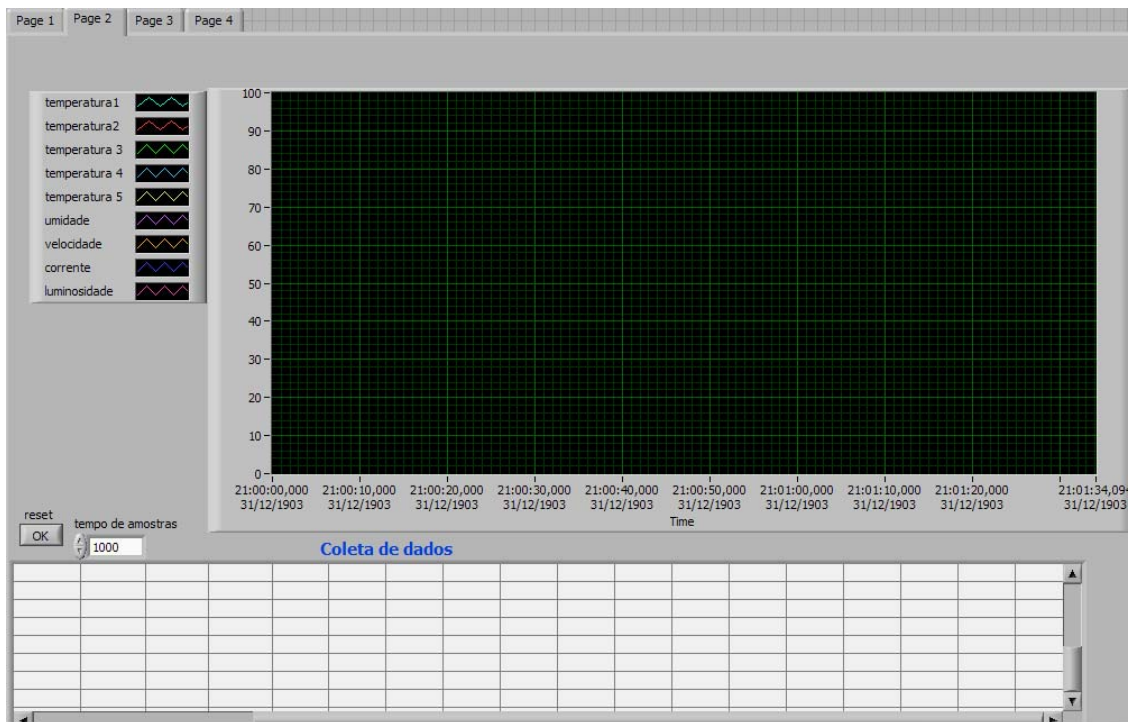 Page 1 Page 2 Page 3 Page 4
temperatura1
temperatura2
temperatura 3
temperatura 4
temperatura 5
umidade
velocidade
corrente
luminosidade
100
90
80
70
60
50
40
30
20
10
0
21:00:00,000 21:00:10,000 21:00:20,000 21:00:30,000 21:00:40,000 21:00:50,000 21:01:00,000 21:01:10,000 21:01:20,000 21:01:34,094
31/12/1903 31/12/1903 31/12/1903 31/12/1903 31/12/1903 31/12/1903 31/12/1903 31/12/1903 31/12/1903 31/12/1903
Time
reset
OK
tempo de amostras
1000
Coleta de dados